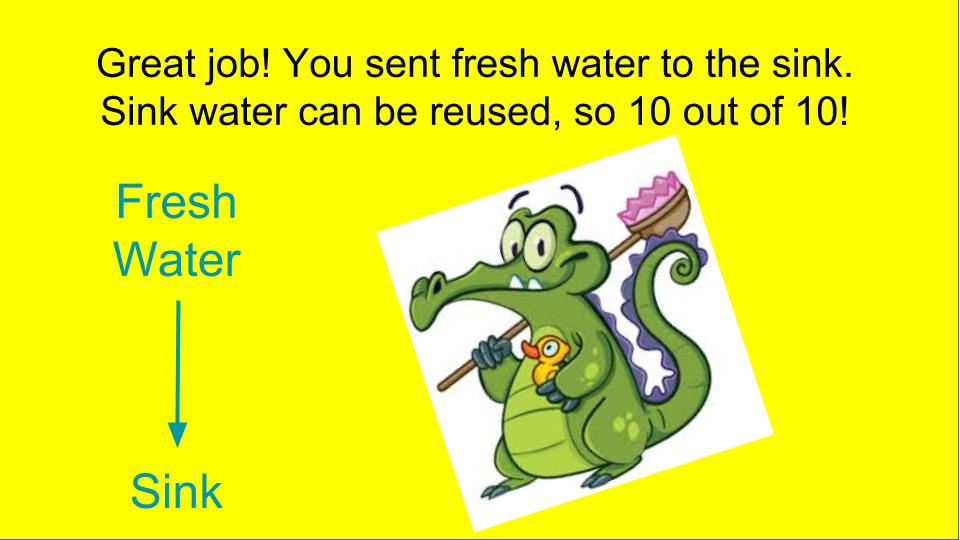 Great job! You sent fresh water to the sink.
Sink water can be reused, so 10 out of 10!
Fresh
Water
Sink